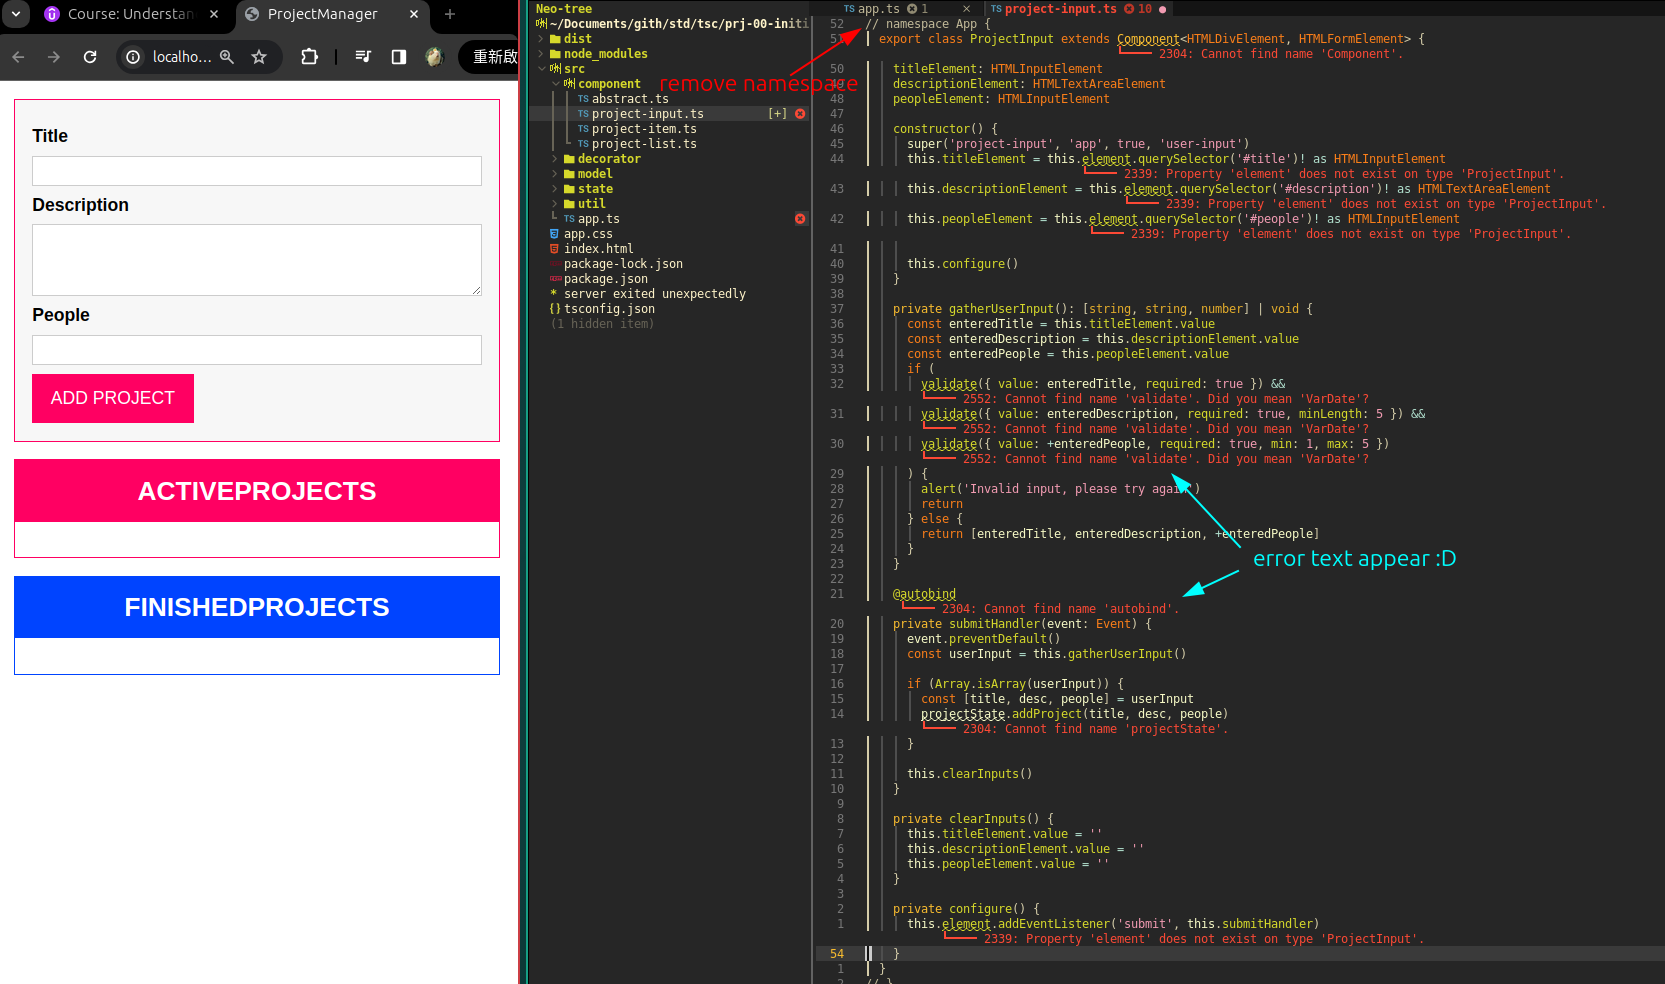 Course: Understan
ProjectManager
localho...
重新啟
Title
Description
People
ADD PROJECT
ACTIVEPROJECTS
FINISHEDPROJECTS
Neo-tree
~/Documents/gith/std/tsc/prj-00-initi
dist
node_modules
src
component
TS abstract.ts
TS project-input.ts [+]
TS project-item.ts
TS project-list.ts
decorator
model
state
util
TS app.ts
app.css
index.html
package-lock.json
package.json
* server exited unexpectedly
{} tsconfig.json
(1 hidden item)
remove namespace
TS app.ts 1 × TS project-input.ts 10 ●
52 // namespace App {
51 export class ProjectInput extends Component<HTMLDivElement, HTMLFormElement> {
2304: Cannot find name 'Component'.
50 titleElement: HTMLInputElement
49 descriptionElement: HTMLTextAreaElement
48 peopleElement: HTMLInputElement
47
46 constructor() {
45 super('project-input', 'app', true, 'user-input')
44 this.titleElement = this.element.querySelector('#title')! as HTMLInputElement
2339: Property 'element' does not exist on type 'ProjectInput'.
43 this.descriptionElement = this.element.querySelector('#description')! as HTMLTextAreaElement
2339: Property 'element' does not exist on type 'ProjectInput'.
42 this.peopleElement = this.element.querySelector('#people')! as HTMLInputElement
2339: Property 'element' does not exist on type 'ProjectInput'.
41
40 this.configure()
39 }
38
37 private gatherUserInput(): [string, string, number] | void {
36 const enteredTitle = this.titleElement.value
35 const enteredDescription = this.descriptionElement.value
34 const enteredPeople = this.peopleElement.value
33 if (
32 validate({ value: enteredTitle, required: true }) &&
2552: Cannot find name 'validate'. Did you mean 'VarDate'?
31 validate({ value: enteredDescription, required: true, minLength: 5 }) &&
2552: Cannot find name 'validate'. Did you mean 'VarDate'?
30 validate({ value: +enteredPeople, required: true, min: 1, max: 5 })
2552: Cannot find name 'validate'. Did you mean 'VarDate'?
29 ) {
28 alert('Invalid input, please try again')
27 return
26 } else {
25 return [enteredTitle, enteredDescription, +enteredPeople]
24 }
23 }
22
error text appear :D
21 @autobind
2304: Cannot find name 'autobind'.
20 private submitHandler(event: Event) {
19 event.preventDefault()
18 const userInput = this.gatherUserInput()
17
16 if (Array.isArray(userInput)) {
15 const [title, desc, people] = userInput
14 projectState.addProject(title, desc, people)
2304: Cannot find name 'projectState'.
13 }
12
11 this.clearInputs()
10 }
9
8 private clearInputs() {
7 this.titleElement.value = ''
6 this.descriptionElement.value = ''
5 this.peopleElement.value = ''
4 }
3
2 private configure() {
1 this.element.addEventListener('submit', this.submitHandler)
2339: Property 'element' does not exist on type 'ProjectInput'.
54 }
1 }
2 // }